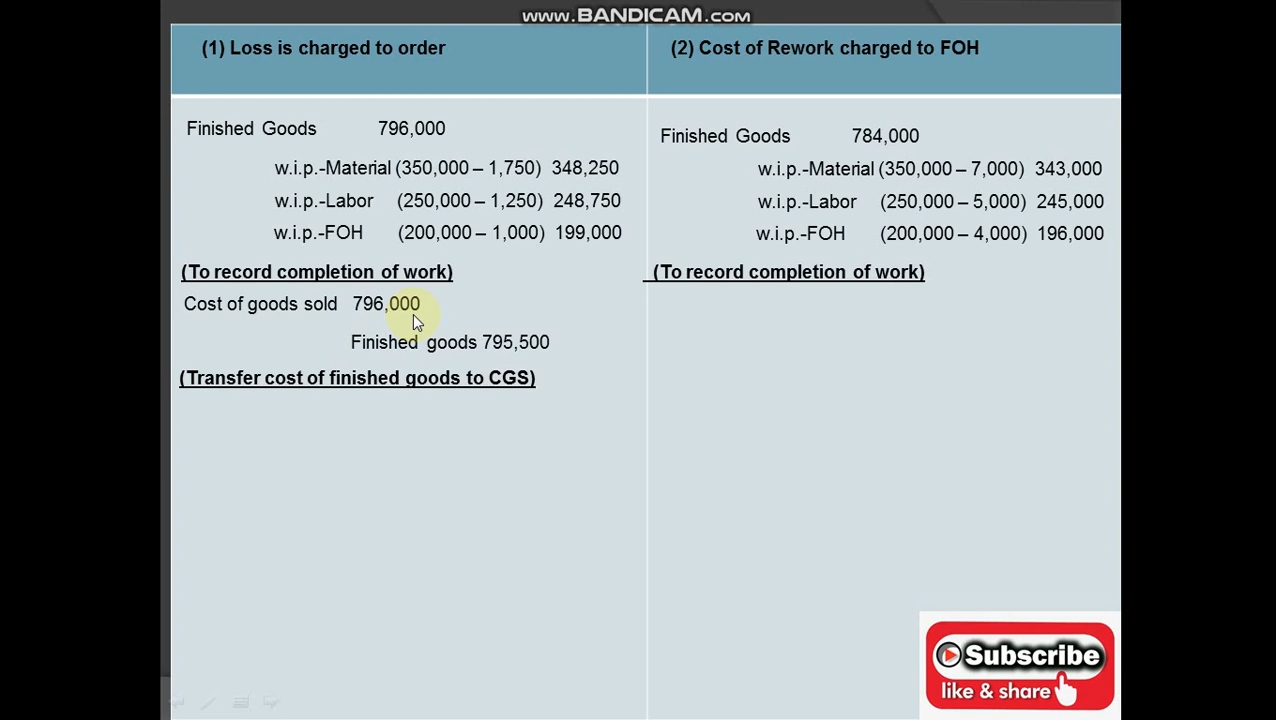 www.BANDICAM.com
(1) Loss is charged to order
Finished Goods 796,000
w.i.p.-Material (350,000 – 1,750) 348,250
w.i.p.-Labor (250,000 – 1,250) 248,750
w.i.p.-FOH (200,000 – 1,000) 199,000
(To record completion of work)
Cost of goods sold 796,000
Finished goods 795,500
(Transfer cost of finished goods to CGS)
(2) Cost of Rework charged to FOH
Finished Goods 784,000
w.i.p.-Material (350,000 – 7,000) 343,000
w.i.p.-Labor (250,000 – 5,000) 245,000
w.i.p.-FOH (200,000 – 4,000) 196,000
(To record completion of work)
Subscribe
like & share